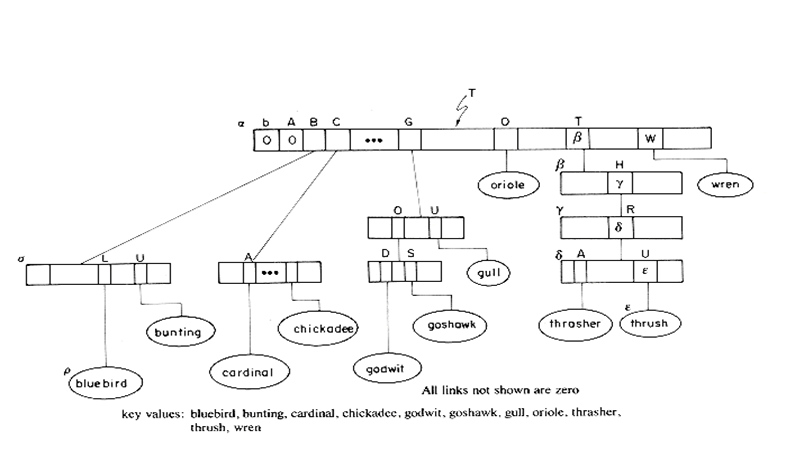 T
α b A B C G O T
0 0 ••• β W
β H
oriole γ wren
O U γ R
δ
σ L U A D S δ A U
••• gull ε
ε
bunting chickadee goshawk thrasher thrush
ρ bluebird cardinal godwit
All links not shown are zero
key values: bluebird, bunting, cardinal, chickadee, godwit, goshawk, gull, oriole, thrasher,
thrush, wren